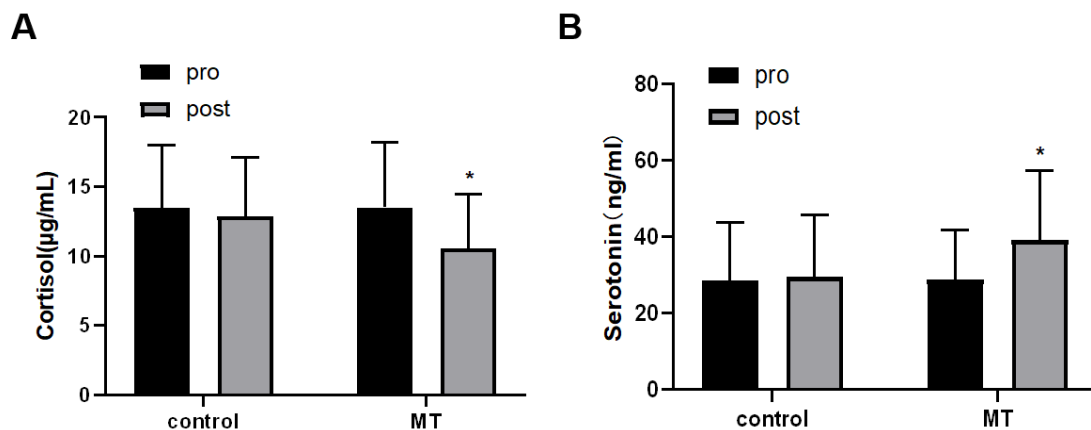 A
pro
post
Cortisol(µg/mL)
20
15
10
5
0
*
control
MT
B
pro
post
Serotonin（ng/ml）
80
60
40
20
0
*
control
MT